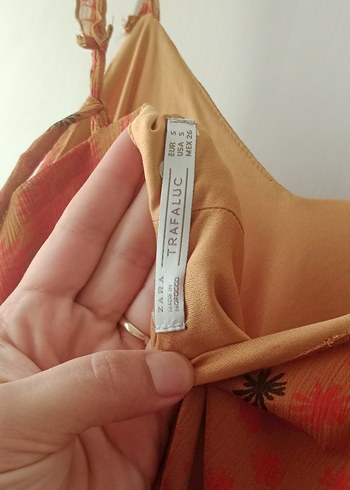 EUR S
USA S
MEX 26
TRAFALUC
ZARA
MADE IN
MOROCCO